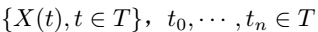 {X(t), t ∈ T}，t₀, ⋯ , tₙ ∈ T